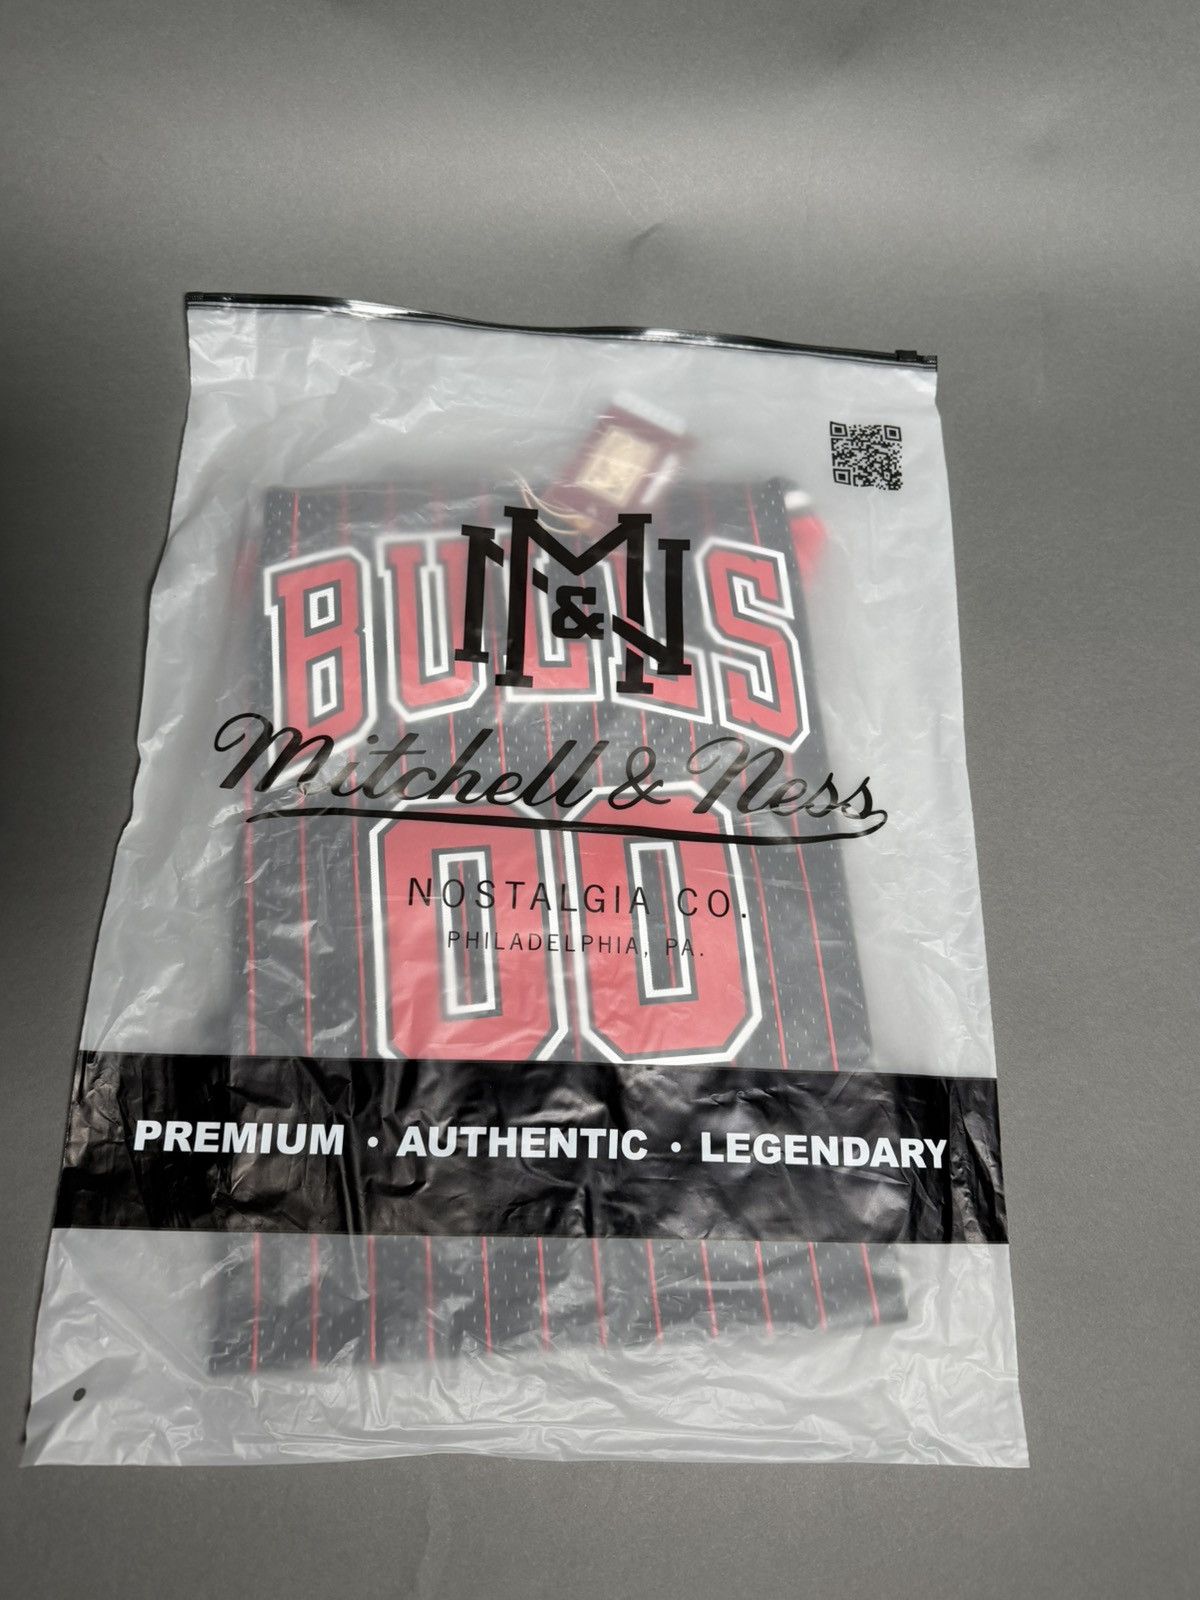 BULLS
M&N
Mitchell & Ness
00
NOSTALGIA CO.
PHILADELPHIA, PA.
PREMIUM • AUTHENTIC • LEGENDARY